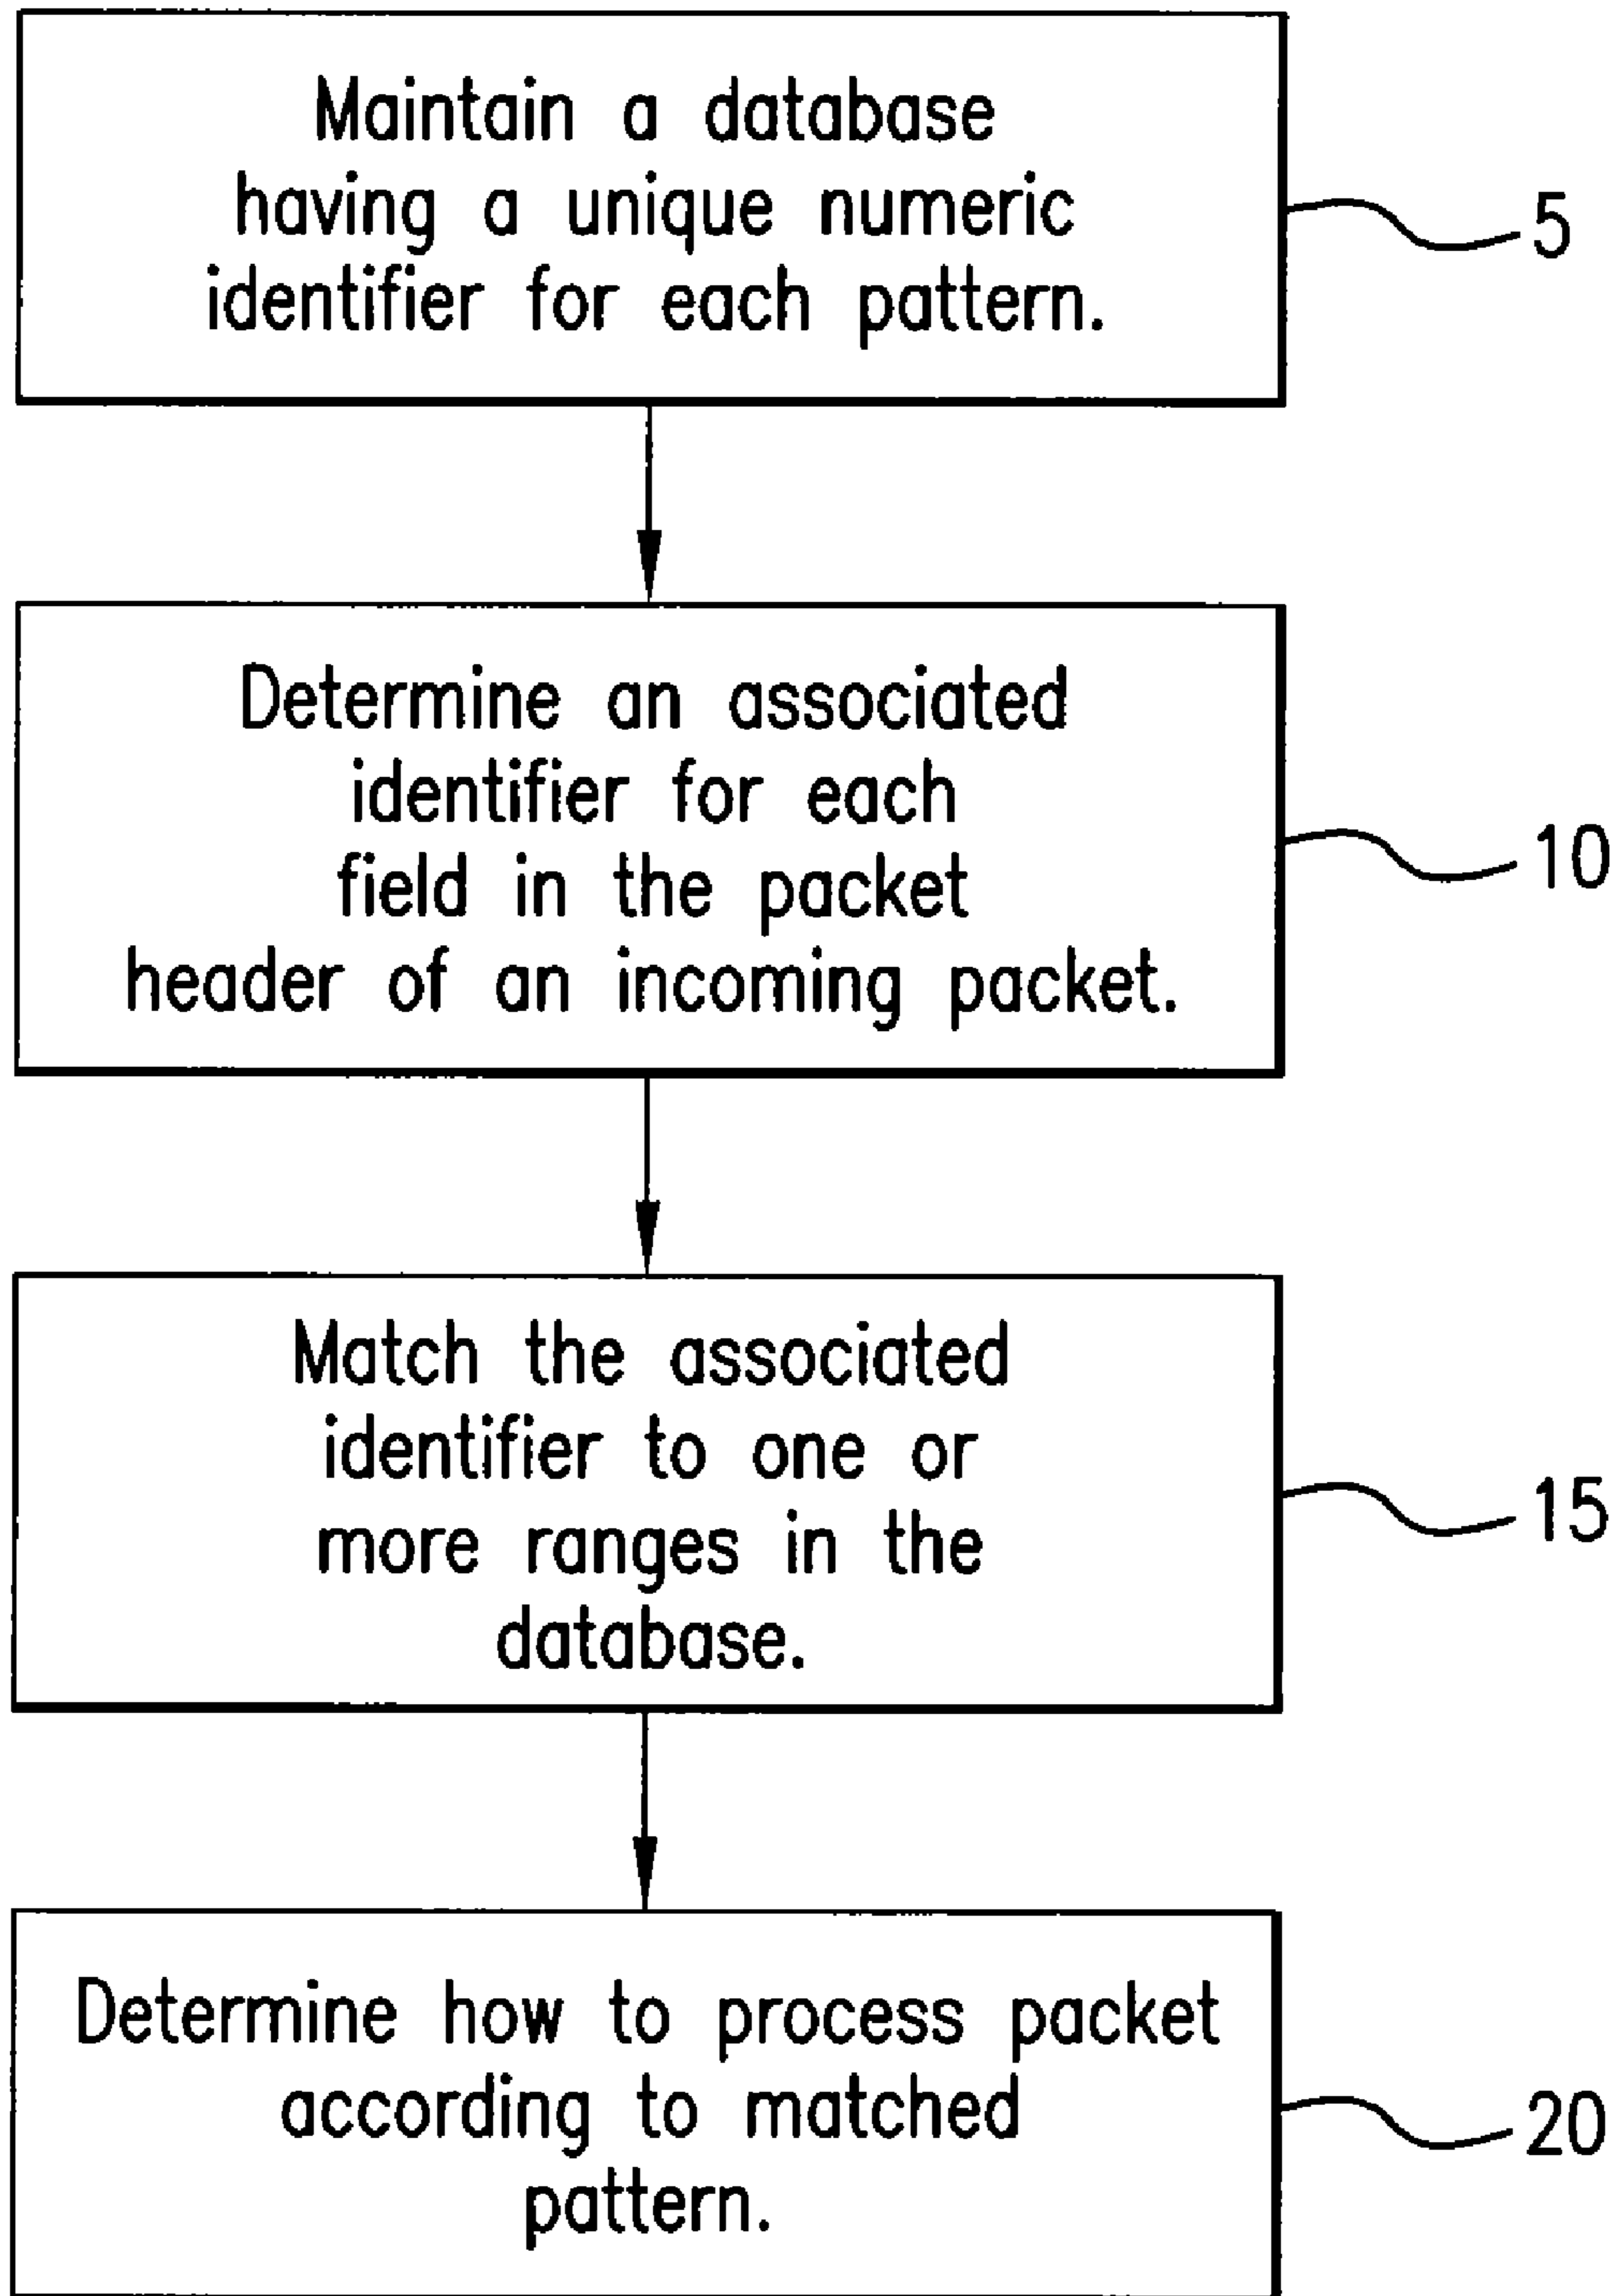 Maintain a database
having a unique numeric
identifier for each pattern.
5
Determine an associated
identifier for each
field in the packet
header of an incoming packet.
10
Match the associated
identifier to one or
more ranges in the
database.
15
Determine how to process packet
according to matched
pattern.
20